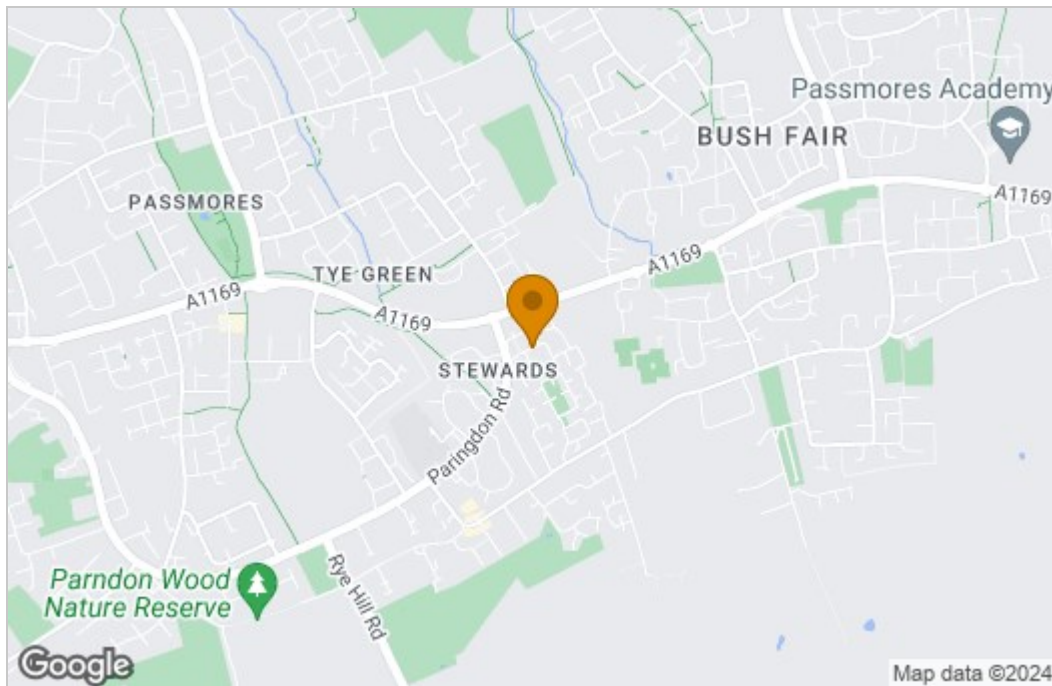 Passmores Academy
BUSH FAIR
PASSMORES
A1169
TYE GREEN
A1169
A1169
A1169
STEWARDS
Paringdon Rd
Parndon Wood
Nature Reserve
Rye Hill Rd
Google
Map data ©2024